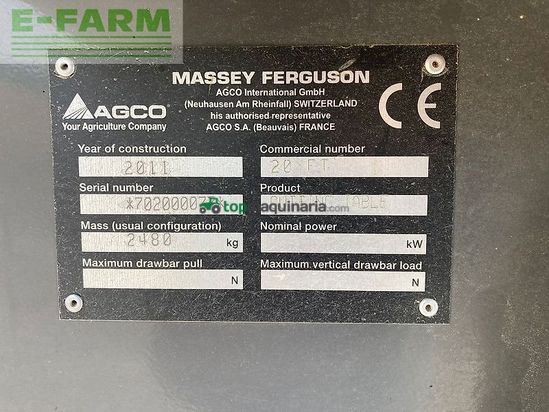 E-FARM
MASSEY FERGUSON
AGCO International GmbH
(Neuhausen Am Rheinfall) SWITZERLAND
his authorised representative
AGCO S.A. (Beauvais) FRANCE
AGCO
Your Agriculture Company
CE
Year of construction
2011
Commercial number
20 FT
Serial number
Product
topmaquinaria.com
Mass (usual configuration)
2480 kg
Nominal power
kW
Maximum drawbar pull
N
Maximum vertical drawbar load
N